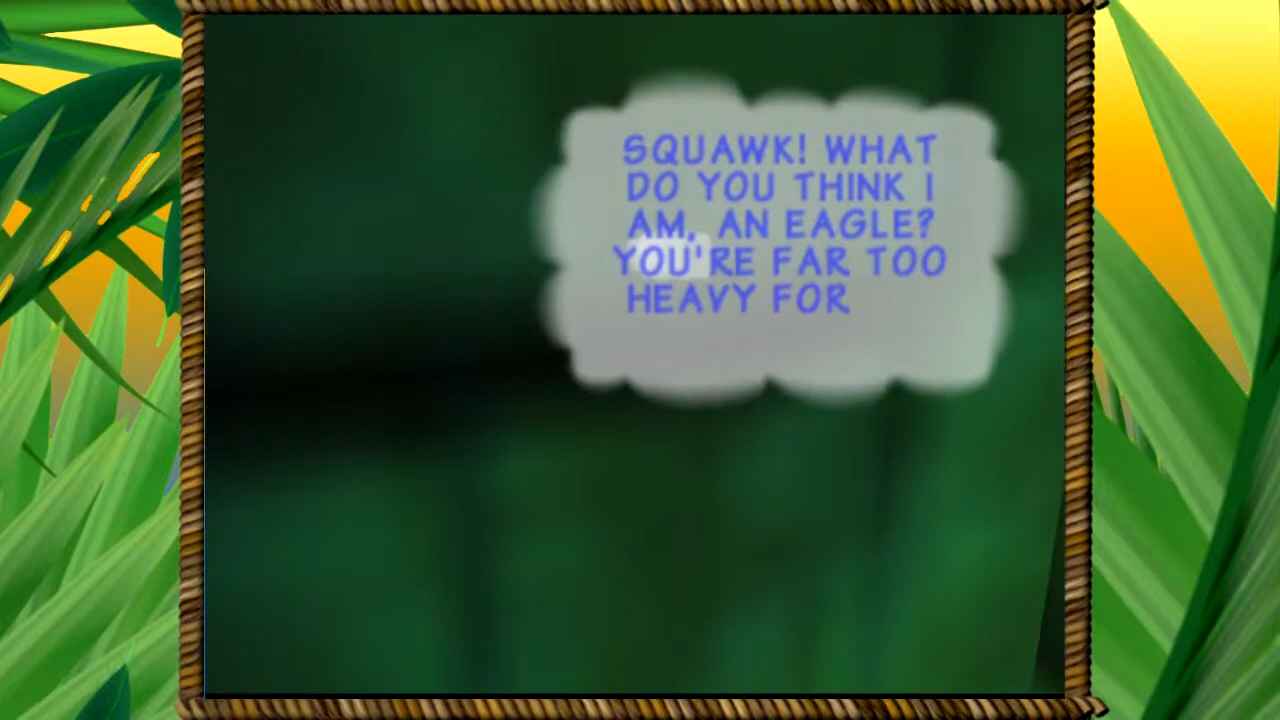 SQUAWK! WHAT
DO YOU THINK I
AM, AN EAGLE?
YOU'RE FAR TOO
HEAVY FOR